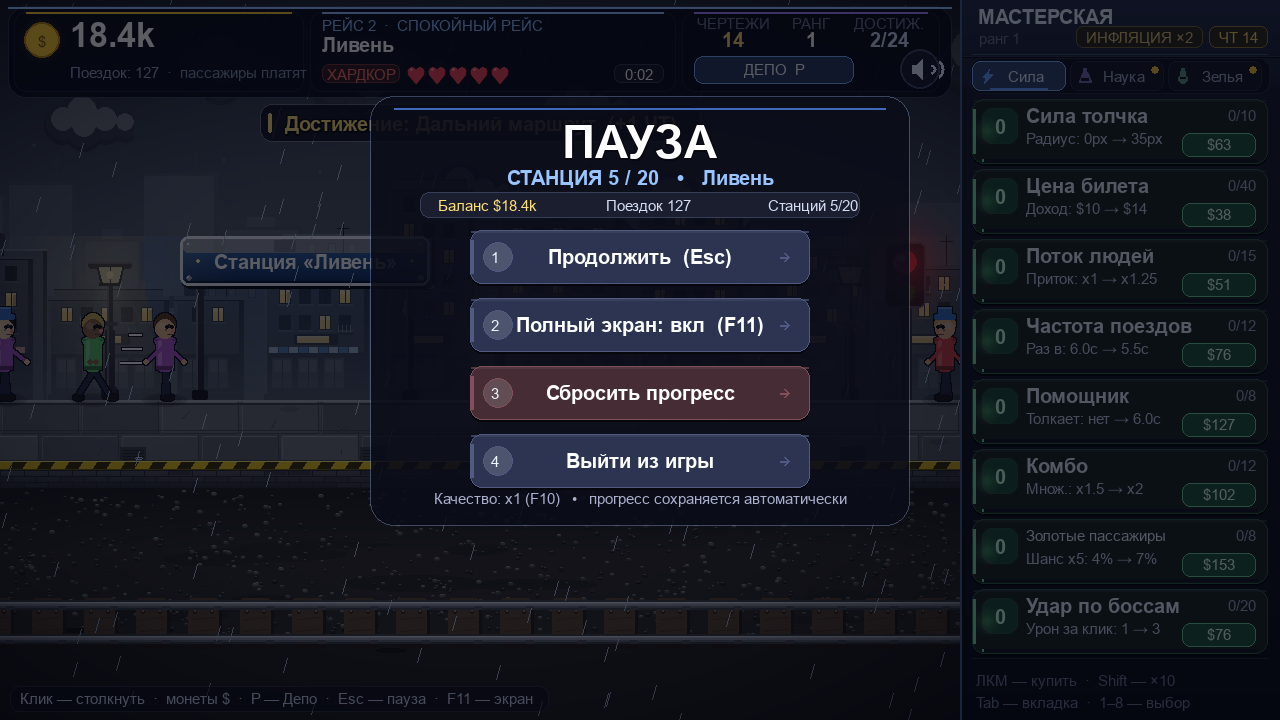 $
18.4k
Поездок: 127 · пассажиры платят
РЕЙС 2 · СПОКОЙНЫЙ РЕЙС
Ливень
ХАРДКОР
0:02
ЧЕРТЕЖИ РАНГ ДОСТИЖ.
14 1 2/24
ДЕПО P
Достижение: Дальний маршрут (+4 ЧТ)
Станция «Ливень»
ПАУЗА
СТАНЦИЯ 5 / 20 • Ливень
Баланс $18.4k Поездок 127 Станций 5/20
1 Продолжить (Esc) →
2 Полный экран: вкл (F11) →
3 Сбросить прогресс →
4 Выйти из игры →
Качество: x1 (F10) • прогресс сохраняется автоматически
Клик — столкнуть · монеты $ · P — Депо · Esc — пауза · F11 — экран
МАСТЕРСКАЯ
ранг 1
ИНФЛЯЦИЯ ×2 ЧТ 14
Сила Наука Зелья
0 Сила толчка 0/10
Радиус: 0px → 35px $63
0 Цена билета 0/40
Доход: $10 → $14 $38
0 Поток людей 0/15
Приток: x1 → x1.25 $51
0 Частота поездов 0/12
Раз в: 6.0с → 5.5с $76
0 Помощник 0/8
Толкает: нет → 6.0с $127
0 Комбо 0/12
Множ.: x1.5 → x2 $102
0 Золотые пассажиры 0/8
Шанс x5: 4% → 7% $153
0 Удар по боссам 0/20
Урон за клик: 1 → 3 $76
ЛКМ — купить · Shift — ×10
Tab — вкладка · 1–8 — выбор